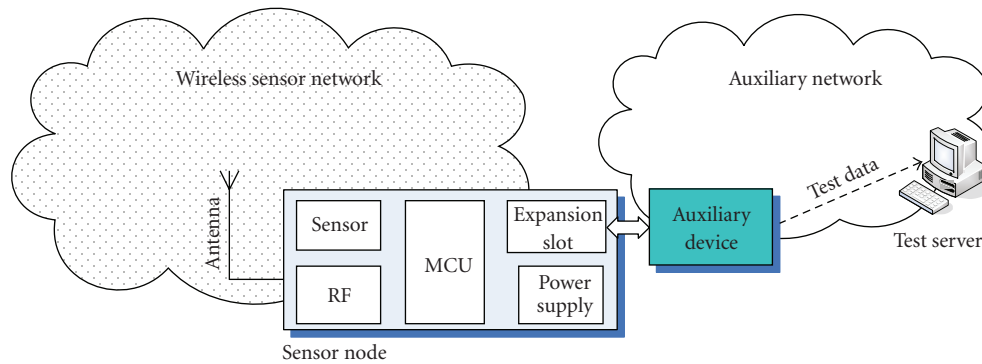 Wireless sensor network
Auxiliary network
Antenna
Sensor
RF
MCU
Expansion
slot
Power
supply
Auxiliary
device
Test data
Test server
Sensor node